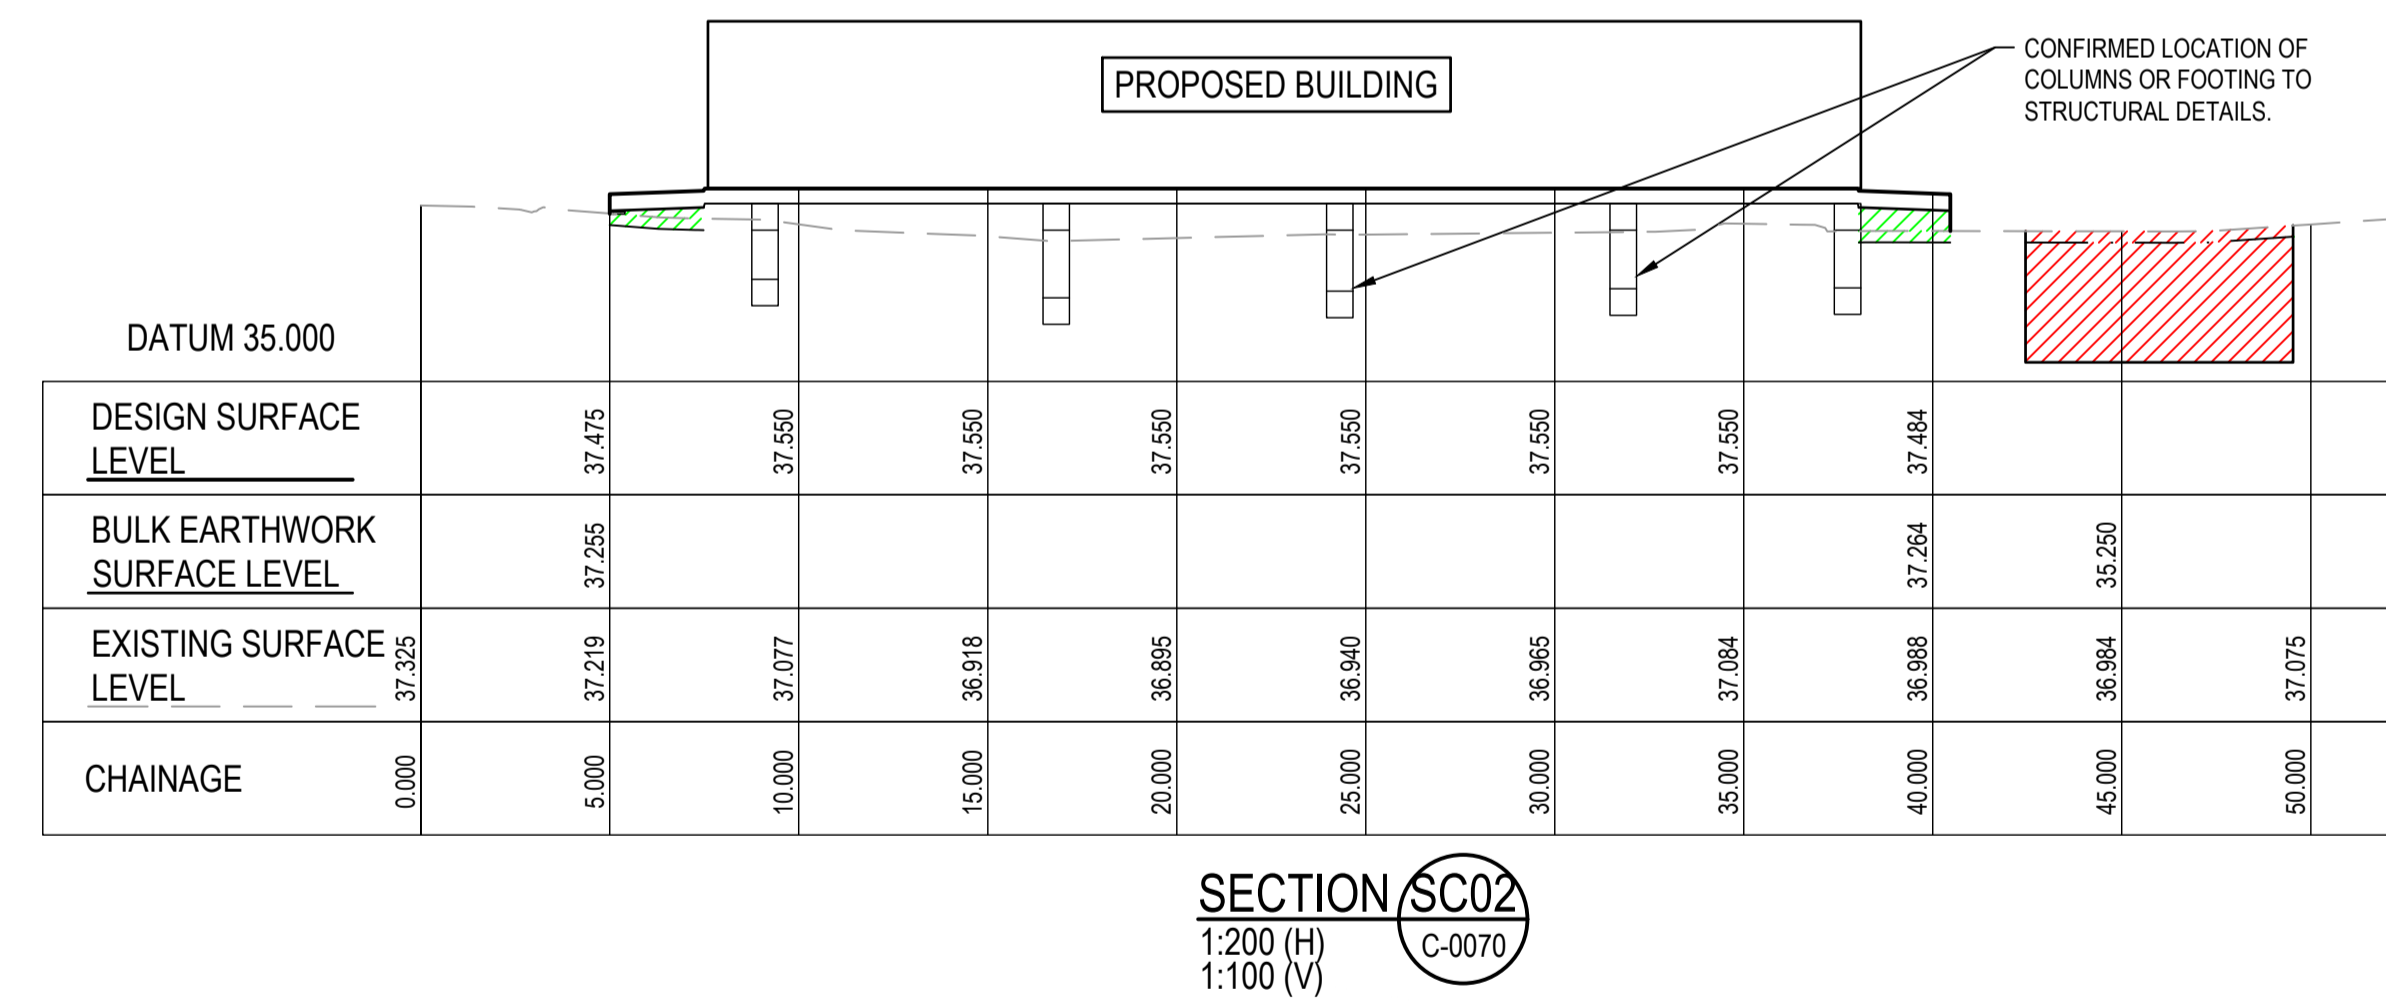 PROPOSED BUILDING
CONFIRMED LOCATION OF
COLUMNS OR FOOTING TO
STRUCTURAL DETAILS.
DATUM 35.000
DESIGN SURFACE
LEVEL
37.475 37.550 37.550 37.550 37.550 37.550 37.550 37.484
BULK EARTHWORK
SURFACE LEVEL
37.255 37.264 35.250
EXISTING SURFACE
LEVEL
37.325 37.219 37.077 36.918 36.895 36.940 36.965 37.084 36.988 36.984 37.075
CHAINAGE
0.000 5.000 10.000 15.000 20.000 25.000 30.000 35.000 40.000 45.000 50.000
SECTION SC02
1:200 (H)
C-0070
1:100 (V)